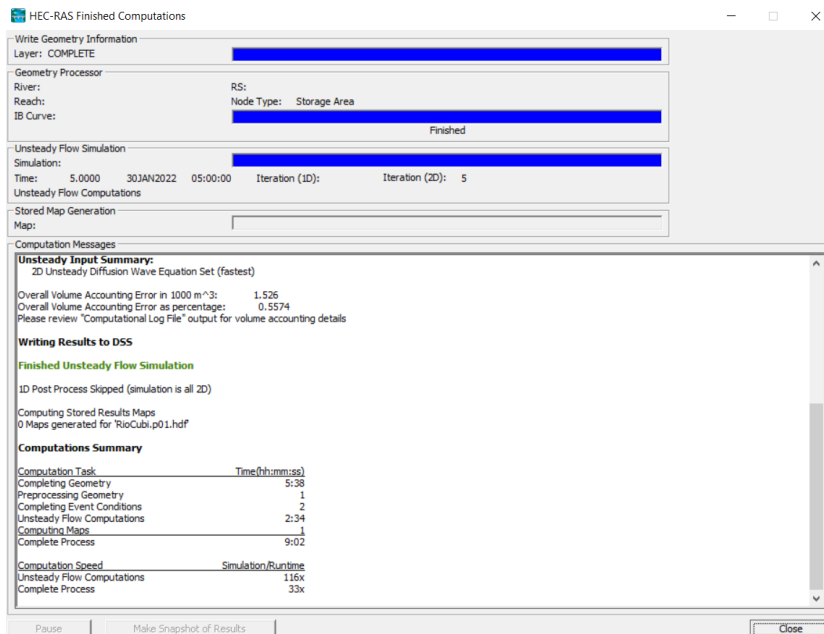 HEC-RAS Finished Computations
Write Geometry Information
Layer: COMPLETE
Geometry Processor
River: RS:
Reach: Node Type: Storage Area
IB Curve:
Finished
Unsteady Flow Simulation
Simulation:
Time: 5.0000 30JAN2022 05:00:00 Iteration (1D): Iteration (2D): 5
Unsteady Flow Computations
Stored Map Generation
Map:
Computation Messages
Unsteady Input Summary:
2D Unsteady Diffusion Wave Equation Set (fastest)
Overall Volume Accounting Error in 1000 m^3: 1.526
Overall Volume Accounting Error as percentage: 0.5574
Please review "Computational Log File" output for volume accounting details
Writing Results to DSS
Finished Unsteady Flow Simulation
1D Post Process Skipped (simulation is all 2D)
Computing Stored Results Maps
0 Maps generated for 'RioCubi.p01.hdf'
Computations Summary
Computation Task Time(hh:mm:ss)
Completing Geometry 5:38
Preprocessing Geometry 1
Completing Event Conditions 2
Unsteady Flow Computations 2:34
Computing Maps 1
Complete Process 9:02
Computation Speed Simulation/Runtime
Unsteady Flow Computations 116x
Complete Process 33x
Pause Make Snapshot of Results Close